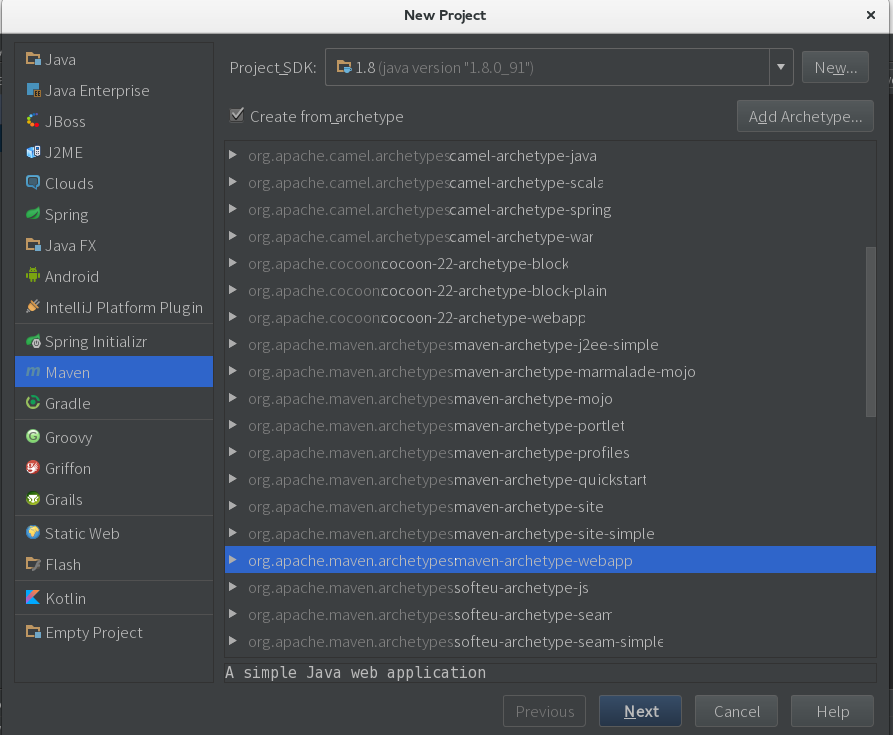 New Project
Java
Java Enterprise
JBoss
J2ME
Clouds
Spring
Java FX
Android
IntelliJ Platform Plugin
Spring Initializr
Maven
Gradle
Groovy
Griffon
Grails
Static Web
Flash
Kotlin
Empty Project
Project SDK: 1.8 (java version "1.8.0_91") New...
Create from archetype Add Archetype...
org.apache.camel.archetypes:camel-archetype-java
org.apache.camel.archetypes:camel-archetype-scala
org.apache.camel.archetypes:camel-archetype-spring
org.apache.camel.archetypes:camel-archetype-war
org.apache.cocoon:cocoon-22-archetype-block
org.apache.cocoon:cocoon-22-archetype-block-plain
org.apache.cocoon:cocoon-22-archetype-webapp
org.apache.maven.archetypes:maven-archetype-j2ee-simple
org.apache.maven.archetypes:maven-archetype-marmalade-mojo
org.apache.maven.archetypes:maven-archetype-mojo
org.apache.maven.archetypes:maven-archetype-portlet
org.apache.maven.archetypes:maven-archetype-profiles
org.apache.maven.archetypes:maven-archetype-quickstart
org.apache.maven.archetypes:maven-archetype-site
org.apache.maven.archetypes:maven-archetype-site-simple
org.apache.maven.archetypes:maven-archetype-webapp
org.apache.maven.archetypes:softeu-archetype-js
org.apache.maven.archetypes:softeu-archetype-seam
org.apache.maven.archetypes:softeu-archetype-seam-simple
A simple Java web application
Previous Next Cancel Help